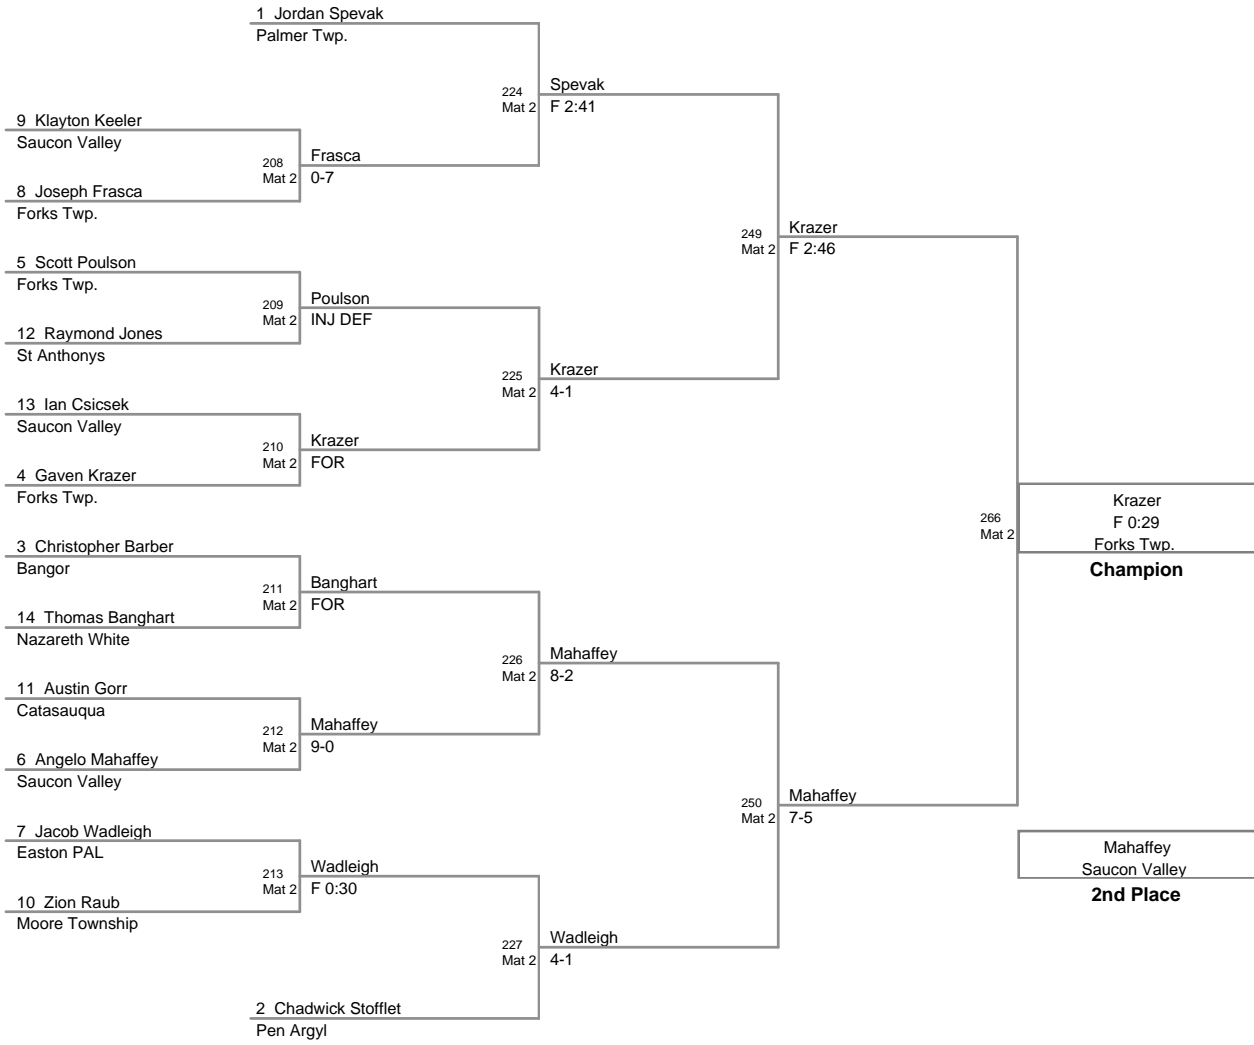 1 Jordan Spevak
Palmer Twp.
224
Mat 2
Spevak
F 2:41
9 Klayton Keeler
Saucon Valley
208
Mat 2
Frasca
0-7
8 Joseph Frasca
Forks Twp.
249
Mat 2
Krazer
F 2:46
5 Scott Poulson
Forks Twp.
209
Mat 2
Poulson
INJ DEF
12 Raymond Jones
St Anthonys
225
Mat 2
Krazer
4-1
13 Ian Csicsek
Saucon Valley
210
Mat 2
Krazer
FOR
4 Gaven Krazer
Forks Twp.
266
Mat 2
Krazer
F 0:29
Forks Twp.
Champion
3 Christopher Barber
Bangor
211
Mat 2
Banghart
FOR
14 Thomas Banghart
Nazareth White
226
Mat 2
Mahaffey
8-2
11 Austin Gorr
Catasauqua
212
Mat 2
Mahaffey
9-0
6 Angelo Mahaffey
Saucon Valley
250
Mat 2
Mahaffey
7-5
7 Jacob Wadleigh
Easton PAL
213
Mat 2
Wadleigh
F 0:30
10 Zion Raub
Moore Township
Mahaffey
Saucon Valley
2nd Place
227
Mat 2
Wadleigh
4-1
2 Chadwick Stofflet
Pen Argyl